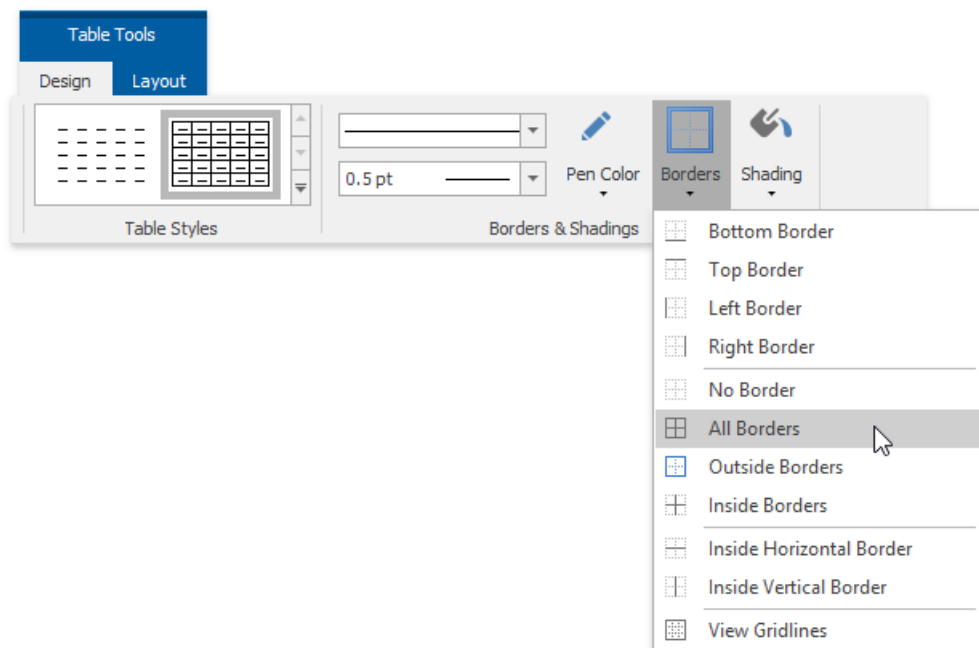 Table Tools
Design Layout
0.5 pt
Pen Color Borders Shading
Table Styles
Borders & Shadings
Bottom Border
Top Border
Left Border
Right Border
No Border
All Borders
Outside Borders
Inside Borders
Inside Horizontal Border
Inside Vertical Border
View Gridlines